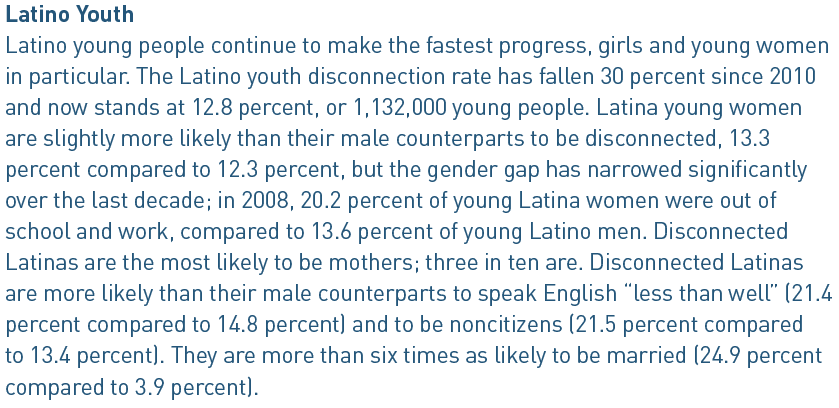 Latino Youth
Latino young people continue to make the fastest progress, girls and young women
in particular. The Latino youth disconnection rate has fallen 30 percent since 2010
and now stands at 12.8 percent, or 1,132,000 young people. Latina young women
are slightly more likely than their male counterparts to be disconnected, 13.3
percent compared to 12.3 percent, but the gender gap has narrowed significantly
over the last decade; in 2008, 20.2 percent of young Latina women were out of
school and work, compared to 13.6 percent of young Latino men. Disconnected
Latinas are the most likely to be mothers; three in ten are. Disconnected Latinas
are more likely than their male counterparts to speak English “less than well” (21.4
percent compared to 14.8 percent) and to be noncitizens (21.5 percent compared
to 13.4 percent). They are more than six times as likely to be married (24.9 percent
compared to 3.9 percent).